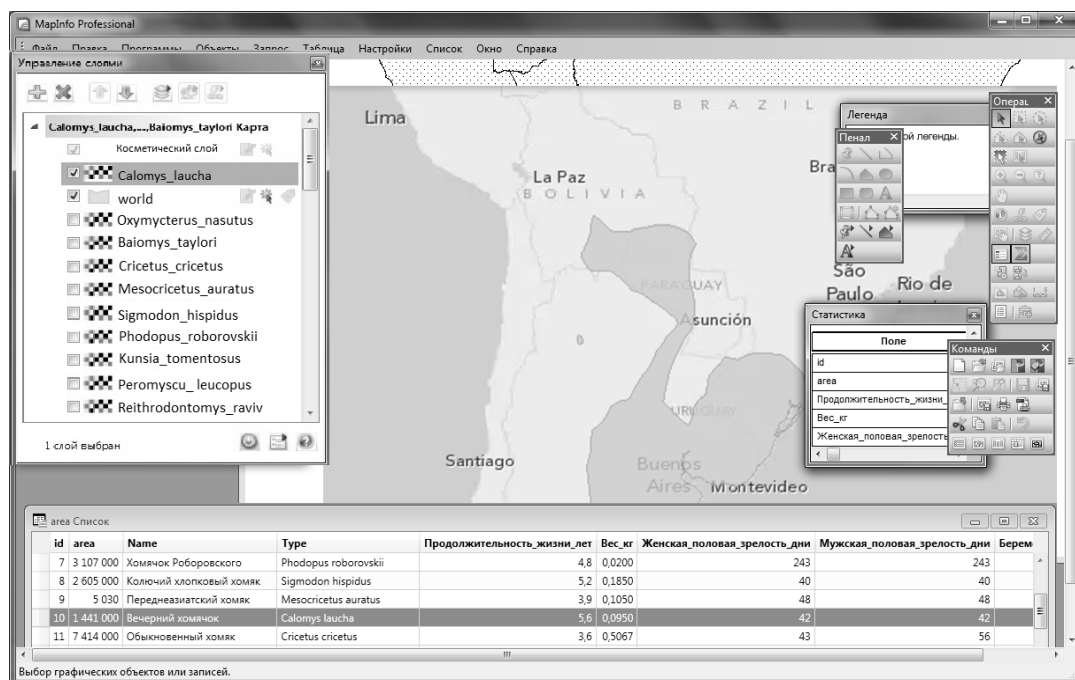 MapInfo Professional
Файл Правка Программы Объекты Запрос Таблица Настройки Список Окно Справка
Управление слоями
Calomys_laucha,...,Baiomys_taylori Карта
Косметический слой
Calomys_laucha
world
Oxymycterus_nasutus
Baiomys_taylori
Cricetus_cricetus
Mesocricetus_auratus
Sigmodon_hispidus
Phodopus_roborovskii
Kunsia_tomentosus
Peromyscu_ leucopus
Reithrodontomys_raviv
1 слой выбран
Lima
BRAZIL
La Paz
BOLIVIA
Bra
PARAGUAY
São
Paulo
Rio de
Asunción
URUGUAY
Santiago
Buenos
Aires
Montevideo
Легенда
ой легенды.
Пенал
Операц
Статистика
Поле
id
area
Продолжительность_жизни_
Вес_кг
Женская_половая_зрелость
Команды
area Список
id area Name Type Продолжительность_жизни_лет Вес_кг Женская_половая_зрелость_дни Мужская_половая_зрелость_дни Берем
7 3 107 000 Хомячок Роборовского Phodopus roborovskii 4,8 0,0200 243 243
8 2 605 000 Колючий хлопковый хомяк Sigmodon hispidus 5,2 0,1850 40 40
9 5 030 Переднеазиатский хомяк Mesocricetus auratus 3,9 0,1050 48 48
10 1 441 000 Вечерний хомячок Calomys laucha 5,6 0,0950 42 42
11 7 414 000 Обыкновенный хомяк Cricetus cricetus 3,6 0,5067 43 56
Выбор графических объектов или записей.